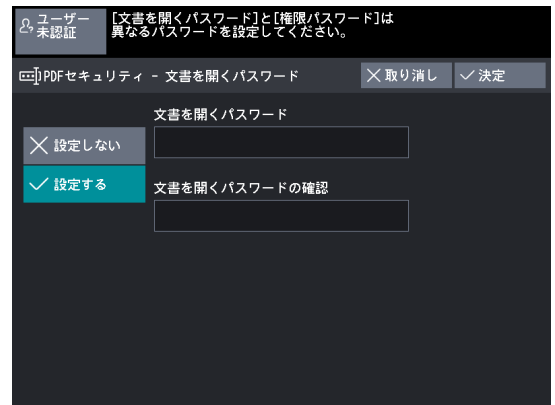 ユーザー
未認証
[文書を開くパスワード]と[権限パスワード]は
異なるパスワードを設定してください。
PDFセキュリティ - 文書を開くパスワード
取り消し
決定
文書を開くパスワード
設定しない
設定する
文書を開くパスワードの確認